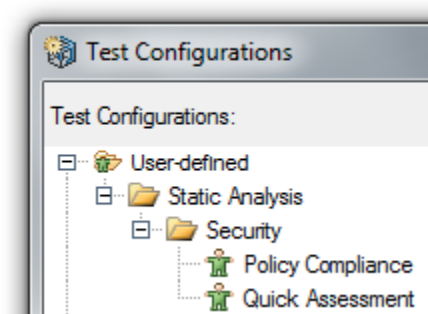 Test Configurations
Test Configurations:
User-defined
Static Analysis
Security
Policy Compliance
Quick Assessment